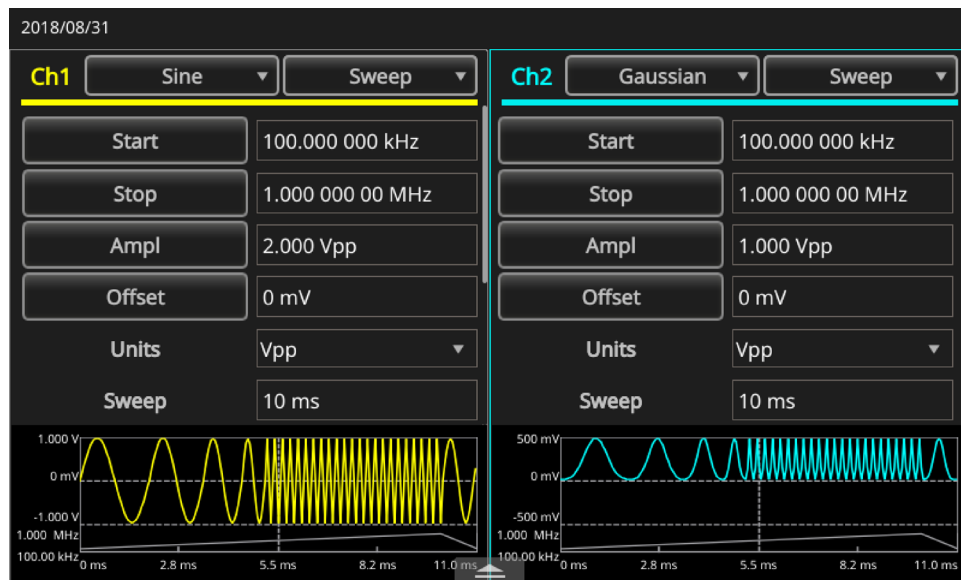 2018/08/31
Ch1 Sine Sweep
Start 100.000 000 kHz
Stop 1.000 000 00 MHz
Ampl 2.000 Vpp
Offset 0 mV
Units Vpp
Sweep 10 ms
1.000 V
0 mV
-1.000 V
1.000 MHz
100.00 kHz
0 ms 2.8 ms 5.5 ms 8.2 ms 11.0 ms
Ch2 Gaussian Sweep
Start 100.000 000 kHz
Stop 1.000 000 00 MHz
Ampl 1.000 Vpp
Offset 0 mV
Units Vpp
Sweep 10 ms
500 mV
0 mV
-500 mV
1.000 MHz
100.00 kHz
0 ms 2.8 ms 5.5 ms 8.2 ms 11.0 ms